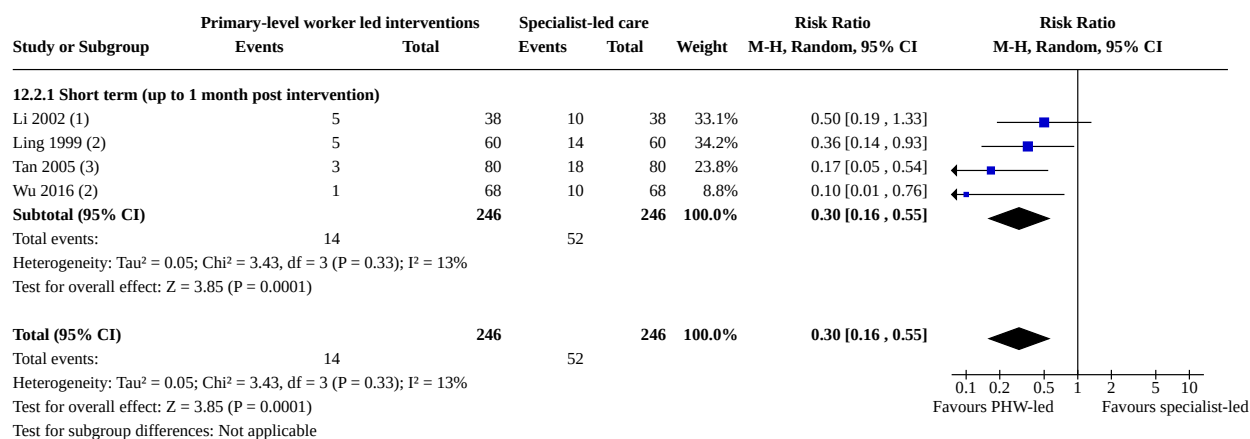 Primary-level worker led interventions Specialist-led care Risk Ratio Risk Ratio
Study or Subgroup Events Total Events Total Weight M-H, Random, 95% CI M-H, Random, 95% CI
12.2.1 Short term (up to 1 month post intervention)
Li 2002 (1) 5 38 10 38 33.1% 0.50 [0.19 , 1.33]
Ling 1999 (2) 5 60 14 60 34.2% 0.36 [0.14 , 0.93]
Tan 2005 (3) 3 80 18 80 23.8% 0.17 [0.05 , 0.54]
Wu 2016 (2) 1 68 10 68 8.8% 0.10 [0.01 , 0.76]
Subtotal (95% CI) 246 246 100.0% 0.30 [0.16 , 0.55]
Total events: 14 52
Heterogeneity: Tau² = 0.05; Chi² = 3.43, df = 3 (P = 0.33); I² = 13%
Test for overall effect: Z = 3.85 (P = 0.0001)
Total (95% CI) 246 246 100.0% 0.30 [0.16 , 0.55]
Total events: 14 52
Heterogeneity: Tau² = 0.05; Chi² = 3.43, df = 3 (P = 0.33); I² = 13%
0.1 0.2 0.5 1 2 5 10
Test for overall effect: Z = 3.85 (P = 0.0001) Favours PHW-led Favours specialist-led
Test for subgroup differences: Not applicable